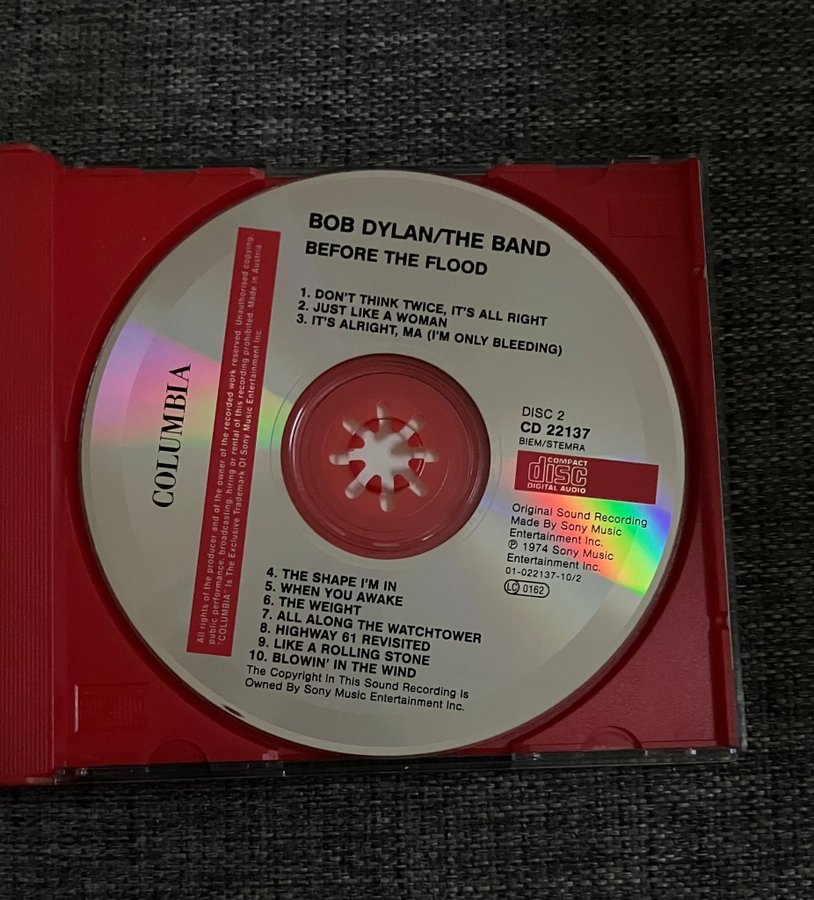 BOB DYLAN/THE BAND
BEFORE THE FLOOD
1. DON'T THINK TWICE, IT'S ALL RIGHT
2. JUST LIKE A WOMAN
3. IT'S ALRIGHT, MA (I'M ONLY BLEEDING)
COLUMBIA
All rights of the producer and of the owner of the recorded work reserved. Unauthorised copying,
public performance, broadcasting, hiring or rental of this recording prohibited. Made in Austria
"COLUMBIA" Is The Exclusive Trademark Of Sony Music Entertainment Inc.
DISC 2
CD 22137
BIEM/STEMRA
COMPACT
disc
DIGITAL AUDIO
Original Sound Recording
Made By Sony Music
Entertainment Inc.
℗ 1974 Sony Music
Entertainment Inc.
01-022137-10/2
LC 0162
4. THE SHAPE I'M IN
5. WHEN YOU AWAKE
6. THE WEIGHT
7. ALL ALONG THE WATCHTOWER
8. HIGHWAY 61 REVISITED
9. LIKE A ROLLING STONE
10. BLOWIN' IN THE WIND
The Copyright In This Sound Recording Is
Owned By Sony Music Entertainment Inc.